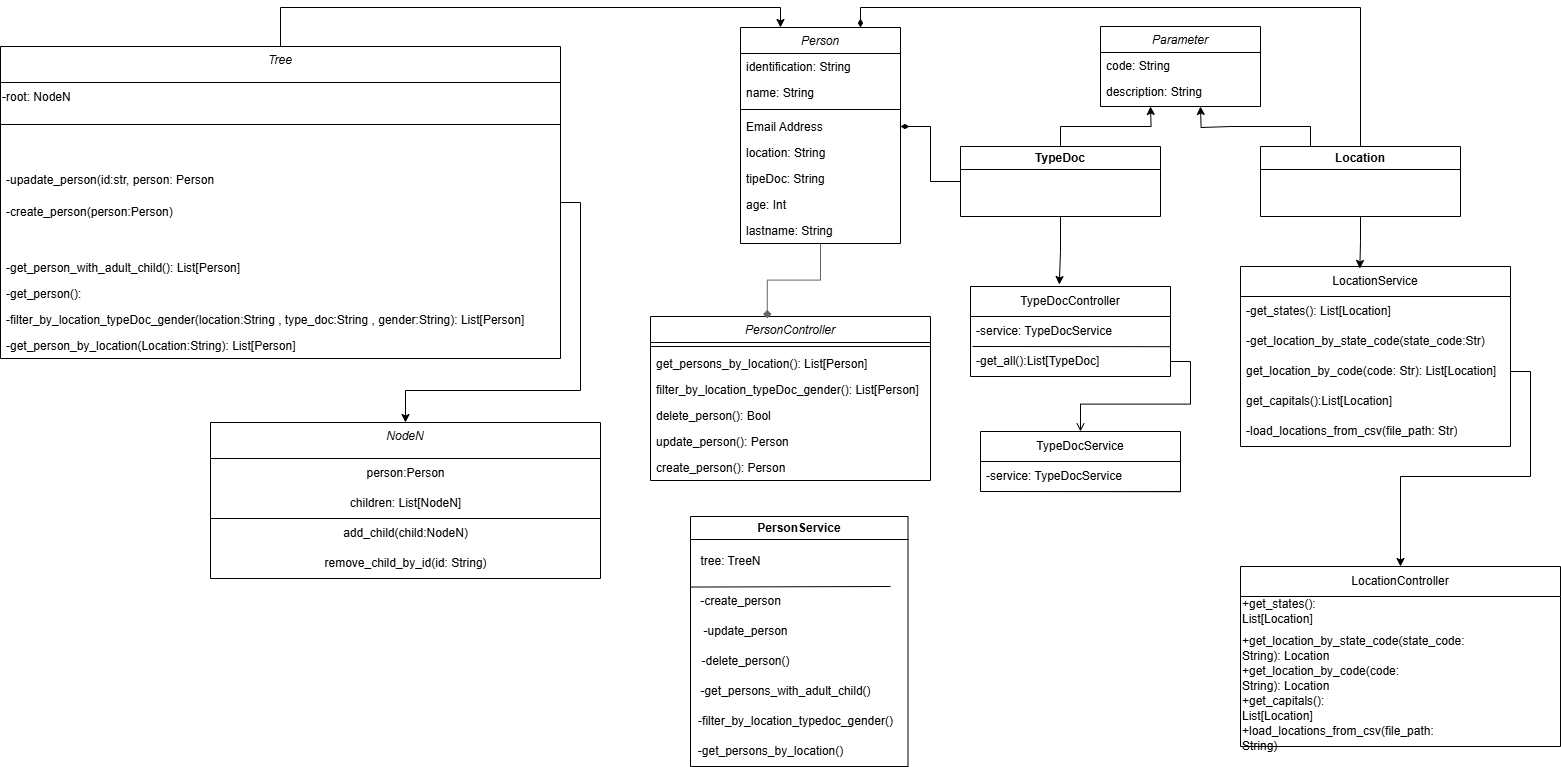 Tree
-root: NodeN
-upadate_person(id:str, person: Person
-create_person(person:Person)
-get_person_with_adult_child(): List[Person]
-get_person():
-filter_by_location_typeDoc_gender(location:String , type_doc:String , gender:String): List[Person]
-get_person_by_location(Location:String): List[Person]
NodeN
person:Person
children: List[NodeN]
add_child(child:NodeN)
remove_child_by_id(id: String)
Person
identification: String
name: String
Email Address
location: String
tipeDoc: String
age: Int
lastname: String
PersonController
get_persons_by_location(): List[Person]
filter_by_location_typeDoc_gender(): List[Person]
delete_person(): Bool
update_person(): Person
create_person(): Person
PersonService
tree: TreeN
-create_person
-update_person
-delete_person()
-get_persons_with_adult_child()
-filter_by_location_typedoc_gender()
-get_persons_by_location()
Parameter
code: String
description: String
TypeDoc
TypeDocController
-service: TypeDocService
-get_all():List[TypeDoc]
TypeDocService
-service: TypeDocService
Location
LocationService
-get_states(): List[Location]
-get_location_by_state_code(state_code:Str)
get_location_by_code(code: Str): List[Location]
get_capitals():List[Location]
-load_locations_from_csv(file_path: Str)
LocationController
+get_states():
List[Location]
+get_location_by_state_code(state_code:
String): Location
+get_location_by_code(code:
String): Location
+get_capitals():
List[Location]
+load_locations_from_csv(file_path:
String)